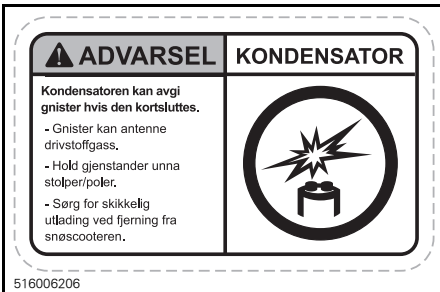 ADVARSEL
KONDENSATOR
Kondensatoren kan avgi
gnister hvis den kortsluttes.
- Gnister kan antenne
drivstoffgass.
- Hold gjenstander unna
stolper/poler.
- Sørg for skikkelig
utlading ved fjerning fra
snøscooteren.
516006206